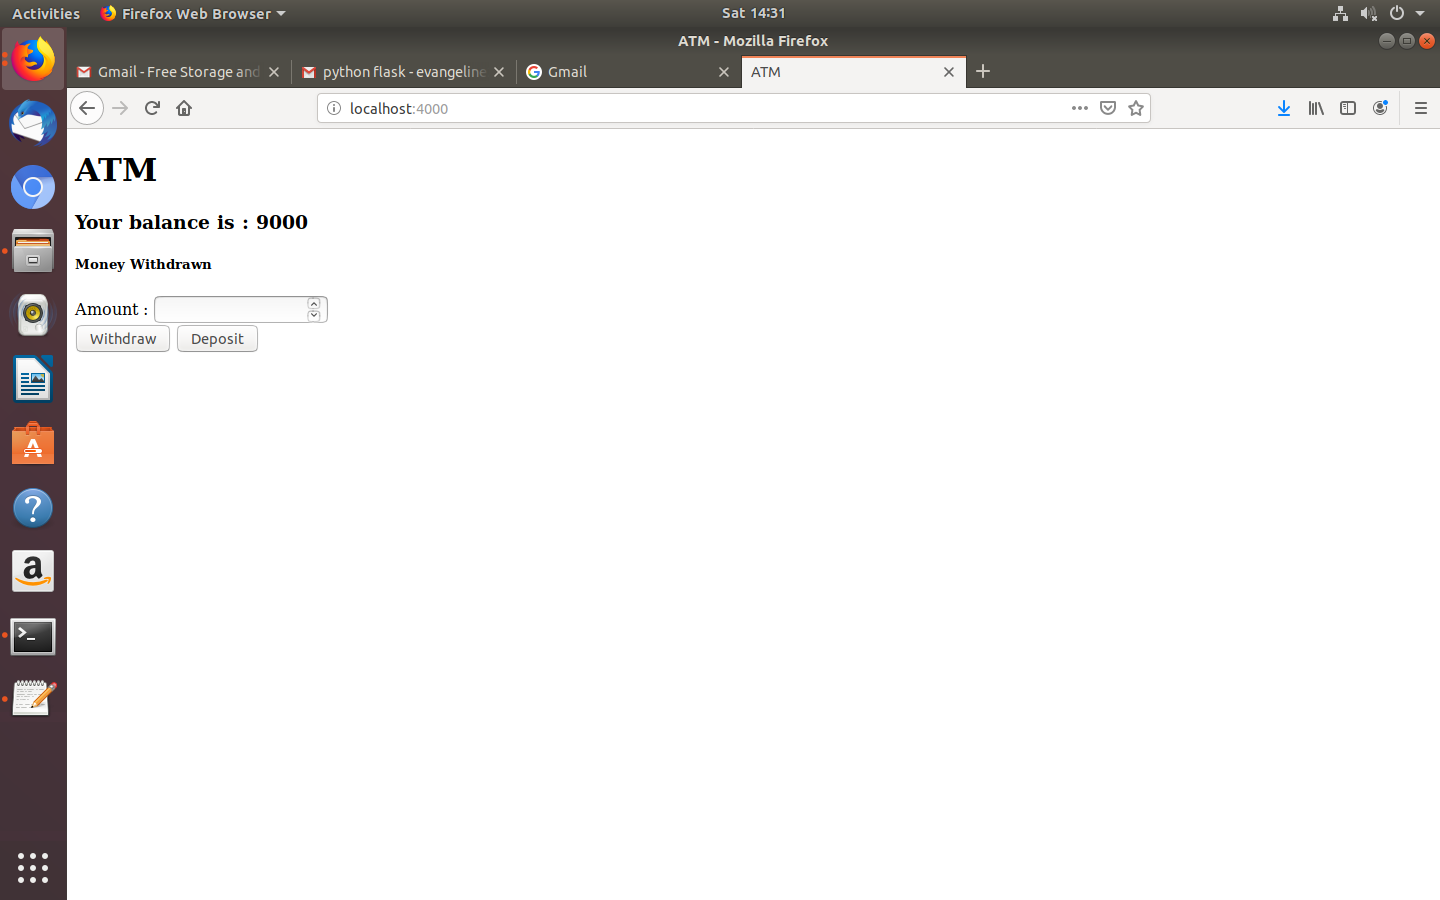 Activities
Firefox Web Browser
Sat 14:31
ATM - Mozilla Firefox
Gmail - Free Storage and
python flask - evangeline
Gmail
ATM
localhost:4000
ATM
Your balance is : 9000
Money Withdrawn
Amount :
Withdraw
Deposit